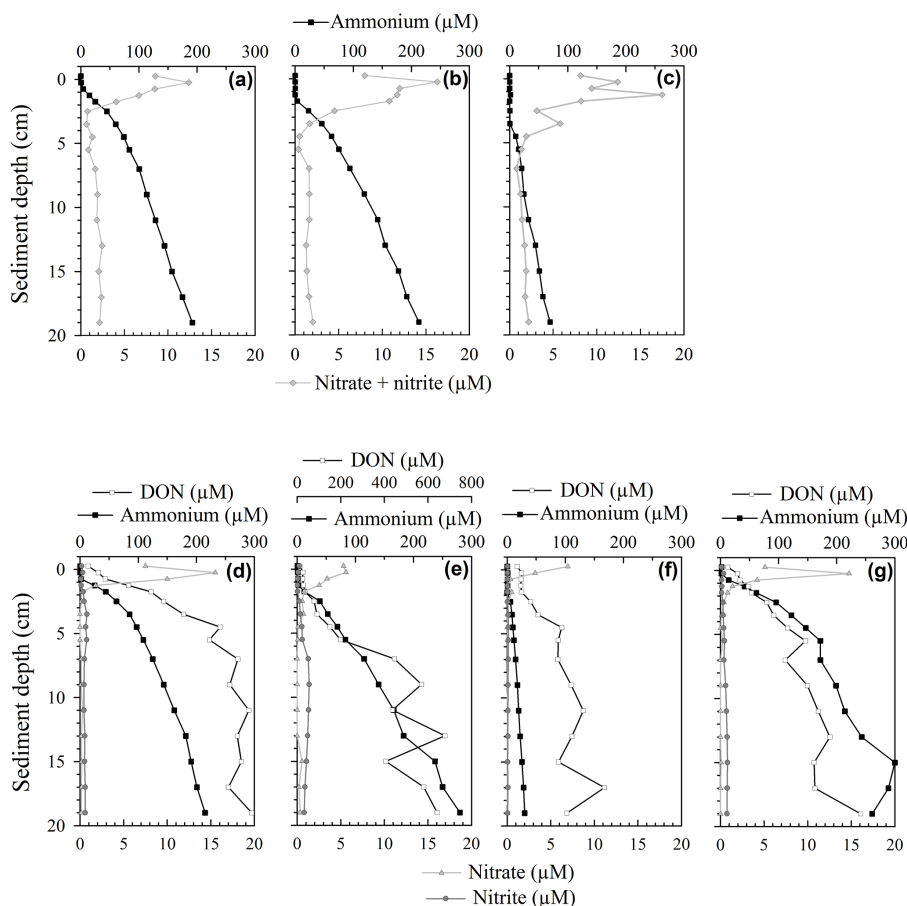 Ammonium (µM)
0 100 200 300 0 100 200 300 0 100 200 300
(a) (b) (c)
0
5
10
15
20
Sediment depth (cm)
0 5 10 15 20 0 5 10 15 20 0 5 10 15 20
Nitrate + nitrite (µM)
DON (µM)
0 200 400 600 800
DON (µM) DON (µM) DON (µM)
Ammonium (µM) Ammonium (µM) Ammonium (µM) Ammonium (µM)
0 100 200 300 0 100 200 300 0 100 200 300 0 100 200 300
(d) (e) (f) (g)
0
5
10
15
20
Sediment depth (cm)
0 5 10 15 20 0 5 10 15 20 0 5 10 15 20 0 5 10 15 20
Nitrate (µM)
Nitrite (µM)